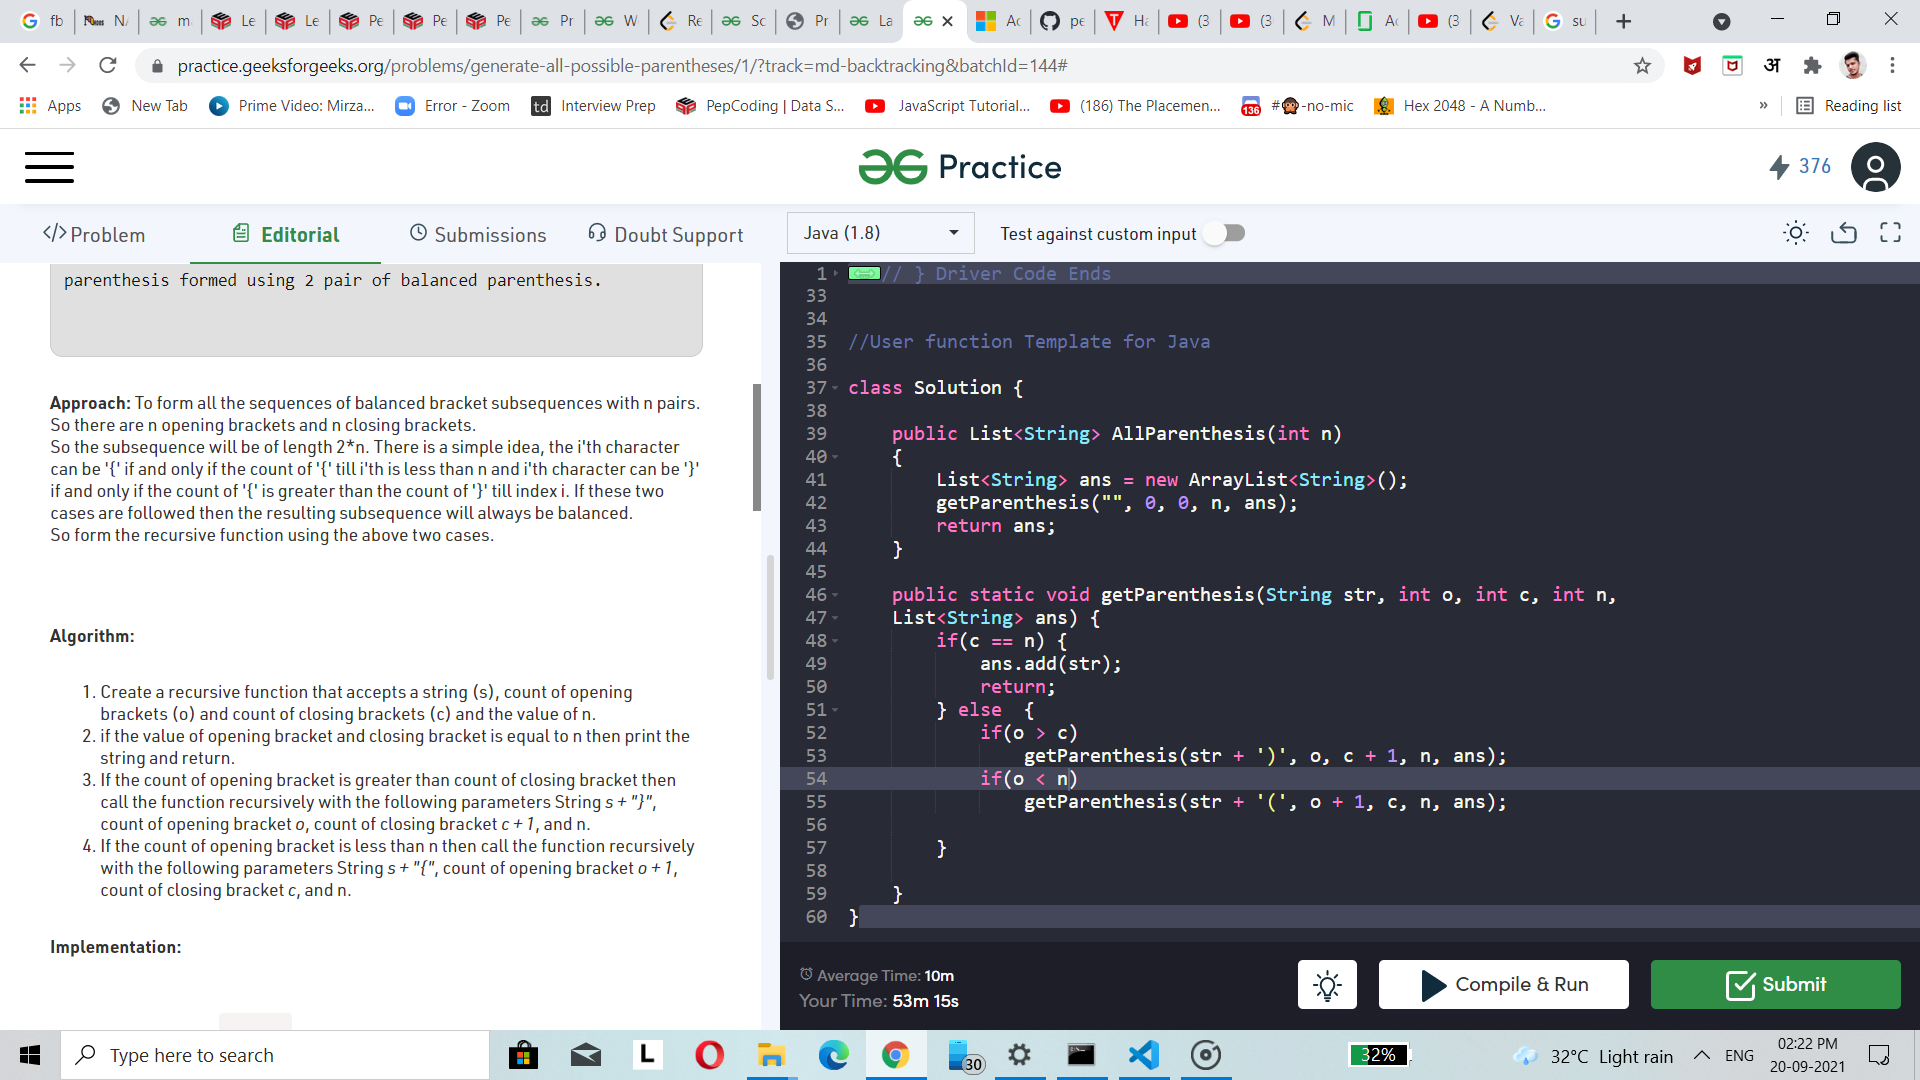 fb
practice.geeksforgeeks.org/problems/generate-all-possible-parentheses/1/?track=md-backtracking&batchId=144#
अ
Apps
New Tab
Prime Video: Mirza...
Error - Zoom
td Interview Prep
PepCoding | Data S...
JavaScript Tutorial...
(186) The Placemen...
136 #🙊-no-mic
Hex 2048 - A Numb...
»
Reading list
Practice
376
</> Problem
Editorial
Submissions
Doubt Support
Java (1.8)
Test against custom input
parenthesis formed using 2 pair of balanced parenthesis.
Approach: To form all the sequences of balanced bracket subsequences with n pairs.
So there are n opening brackets and n closing brackets.
So the subsequence will be of length 2*n. There is a simple idea, the i'th character
can be '{' if and only if the count of '{' till i'th is less than n and i'th character can be '}'
if and only if the count of '{' is greater than the count of '}' till index i. If these two
cases are followed then the resulting subsequence will always be balanced.
So form the recursive function using the above two cases.
Algorithm:
1. Create a recursive function that accepts a string (s), count of opening
brackets (o) and count of closing brackets (c) and the value of n.
2. if the value of opening bracket and closing bracket is equal to n then print the
string and return.
3. If the count of opening bracket is greater than count of closing bracket then
call the function recursively with the following parameters String s + "}",
count of opening bracket o, count of closing bracket c + 1, and n.
4. If the count of opening bracket is less than n then call the function recursively
with the following parameters String s + "{", count of opening bracket o + 1,
count of closing bracket c, and n.
Implementation:
1 // } Driver Code Ends
33
34
35 //User function Template for Java
36
37 class Solution {
38
39 public List<String> AllParenthesis(int n)
40 {
41 List<String> ans = new ArrayList<String>();
42 getParenthesis("", 0, 0, n, ans);
43 return ans;
44 }
45
46 public static void getParenthesis(String str, int o, int c, int n,
47 List<String> ans) {
48 if(c == n) {
49 ans.add(str);
50 return;
51 } else {
52 if(o > c)
53 getParenthesis(str + ')', o, c + 1, n, ans);
54 if(o < n)
55 getParenthesis(str + '(', o + 1, c, n, ans);
56
57 }
58
59 }
60 }
Average Time: 10m
Your Time: 53m 15s
Compile & Run
Submit
Type here to search
L
30
32%
32°C Light rain
ENG
02:22 PM
20-09-2021